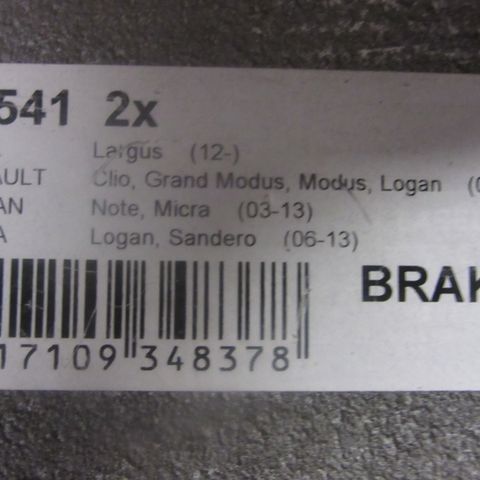 541 2x
Largus (12-)
AULT Clio, Grand Modus, Modus, Logan (0
AN Note, Micra (03-13)
A Logan, Sandero (06-13)
BRAK
17109 348378